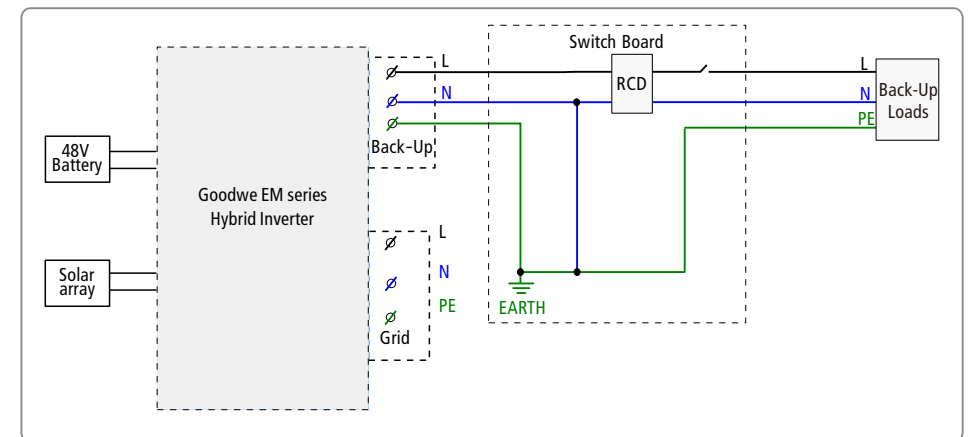 Switch Board
L
N
Back-Up
RCD
L
N
PE
Back-Up
Loads
48V
Battery
Goodwe EM series
Hybrid Inverter
Solar
array
L
N
PE
Grid
EARTH